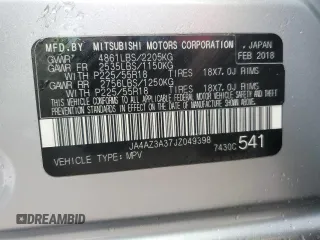 MFD.BY MITSUBISHI MOTORS CORPORATION, JAPAN
GVWR 4861LBS/2205KG FEB 2018
GAWR FR 2535LBS/1150KG
WITH P225/55R18 TIRES 18X7.0J RIMS
GAWR RR 2756LBS/1250KG
WITH P225/55R18 TIRES 18X7.0J RIMS
JA4AZ3A37JZ049398
VEHICLE TYPE: MPV 7430C 541
DREAMBID